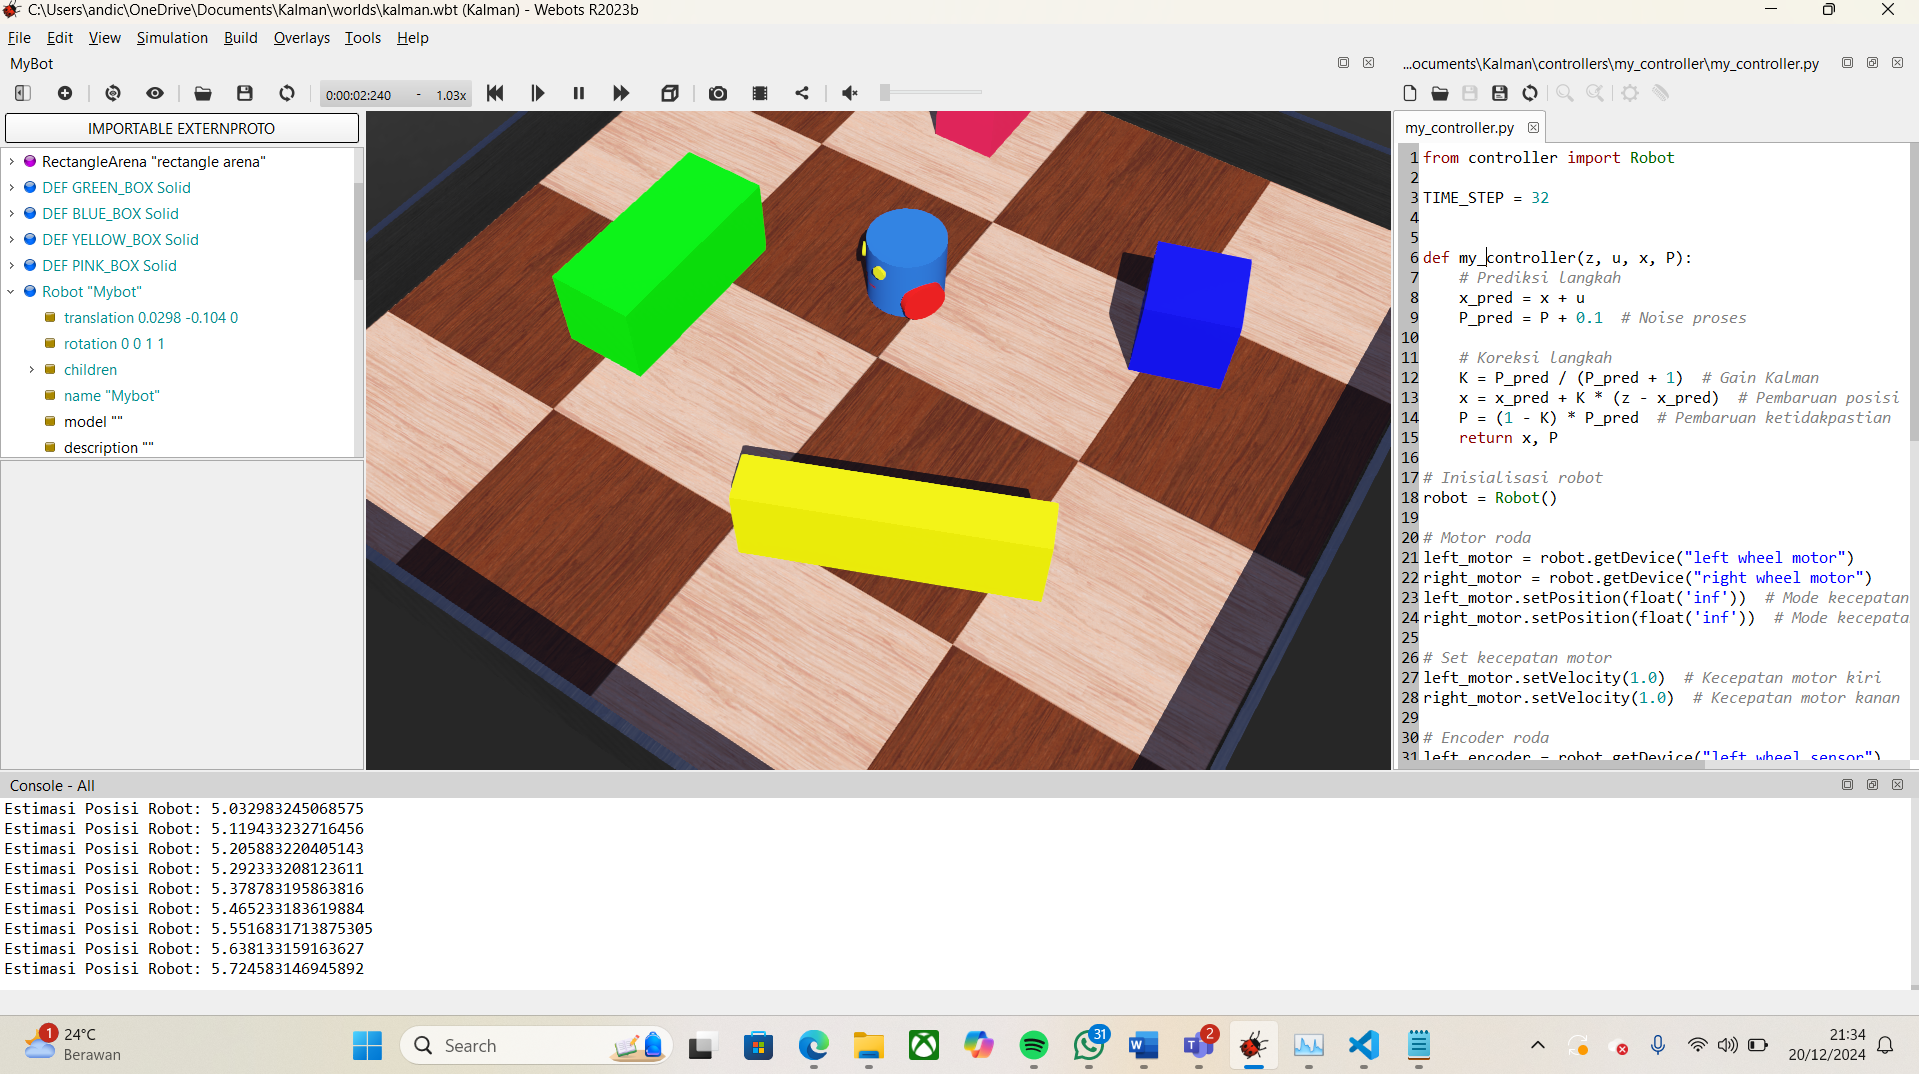 C:\Users\andic\OneDrive\Documents\Kalman\worlds\kalman.wbt (Kalman) - Webots R2023b
File Edit View Simulation Build Overlays Tools Help
MyBot
0:00:02:240 - 1.03x
IMPORTABLE EXTERNPROTO
RectangleArena "rectangle arena"
DEF GREEN_BOX Solid
DEF BLUE_BOX Solid
DEF YELLOW_BOX Solid
DEF PINK_BOX Solid
Robot "Mybot"
translation 0.0298 -0.104 0
rotation 0 0 1 1
children
name "Mybot"
model ""
description ""
...ocuments\Kalman\controllers\my_controller\my_controller.py
my_controller.py
1 from controller import Robot
2
3 TIME_STEP = 32
4
5
6 def my_controller(z, u, x, P):
7 # Prediksi langkah
8 x_pred = x + u
9 P_pred = P + 0.1 # Noise proses
10
11 # Koreksi langkah
12 K = P_pred / (P_pred + 1) # Gain Kalman
13 x = x_pred + K * (z - x_pred) # Pembaruan posisi
14 P = (1 - K) * P_pred # Pembaruan ketidakpastian
15 return x, P
16
17 # Inisialisasi robot
18 robot = Robot()
19
20 # Motor roda
21 left_motor = robot.getDevice("left wheel motor")
22 right_motor = robot.getDevice("right wheel motor")
23 left_motor.setPosition(float('inf')) # Mode kecepatan
24 right_motor.setPosition(float('inf')) # Mode kecepata
25
26 # Set kecepatan motor
27 left_motor.setVelocity(1.0) # Kecepatan motor kiri
28 right_motor.setVelocity(1.0) # Kecepatan motor kanan
29
30 # Encoder roda
31 left_encoder = robot.getDevice("left wheel sensor")
Console - All
Estimasi Posisi Robot: 5.032983245068575
Estimasi Posisi Robot: 5.119433232716456
Estimasi Posisi Robot: 5.205883220405143
Estimasi Posisi Robot: 5.292333208123611
Estimasi Posisi Robot: 5.378783195863816
Estimasi Posisi Robot: 5.465233183619884
Estimasi Posisi Robot: 5.5516831713875305
Estimasi Posisi Robot: 5.638133159163627
Estimasi Posisi Robot: 5.724583146945892
1
24°C
Berawan
Search
31
2
21:34
20/12/2024